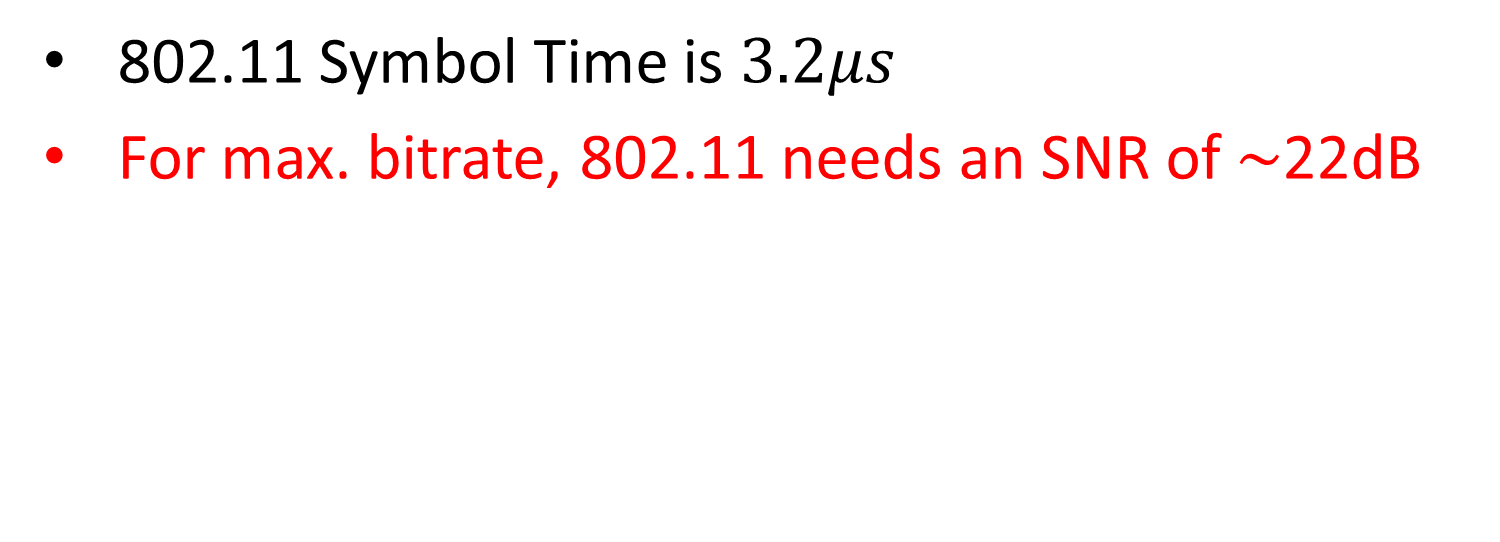 • 802.11 Symbol Time is 3.2𝜇𝑠
• For max. bitrate, 802.11 needs an SNR of ~22dB